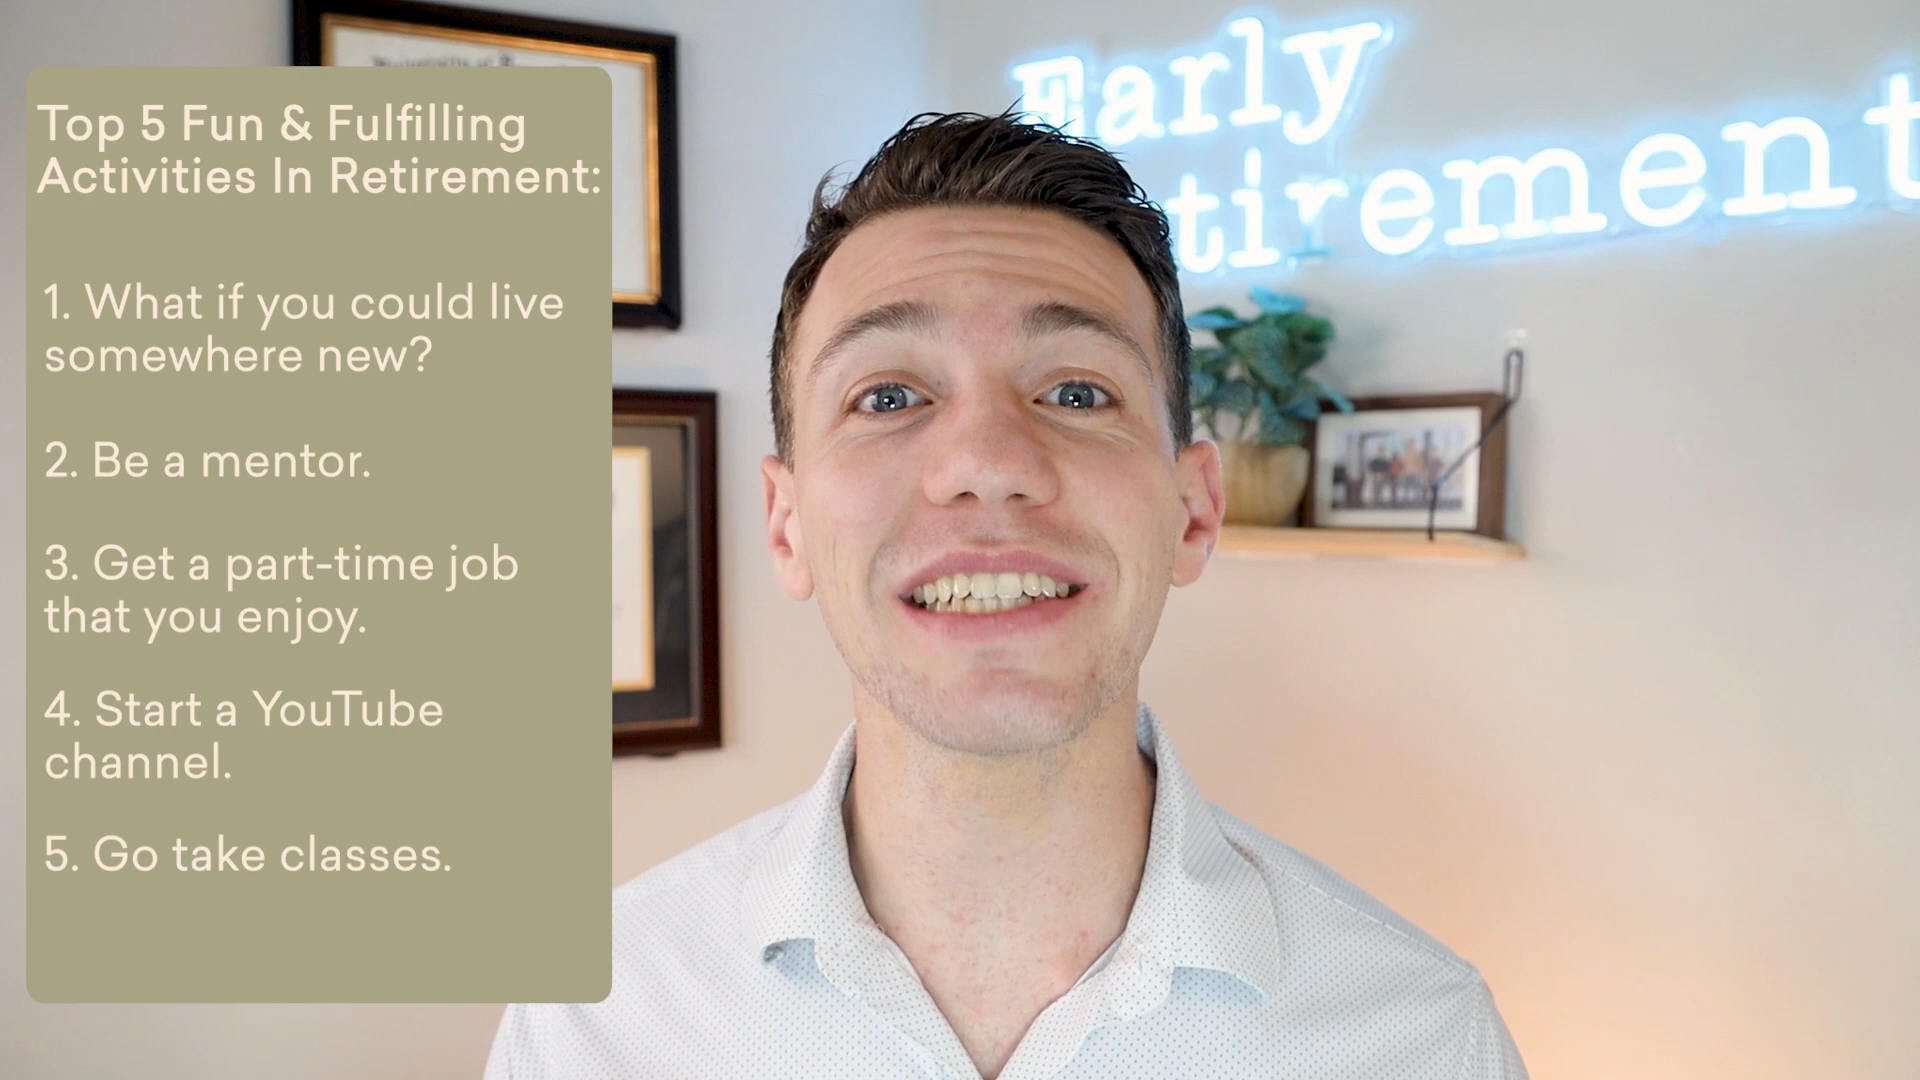 Top 5 Fun & Fulfilling
Activities In Retirement:
1. What if you could live
somewhere new?
2. Be a mentor.
3. Get a part-time job
that you enjoy.
4. Start a YouTube
channel.
5. Go take classes.
Early
tirement